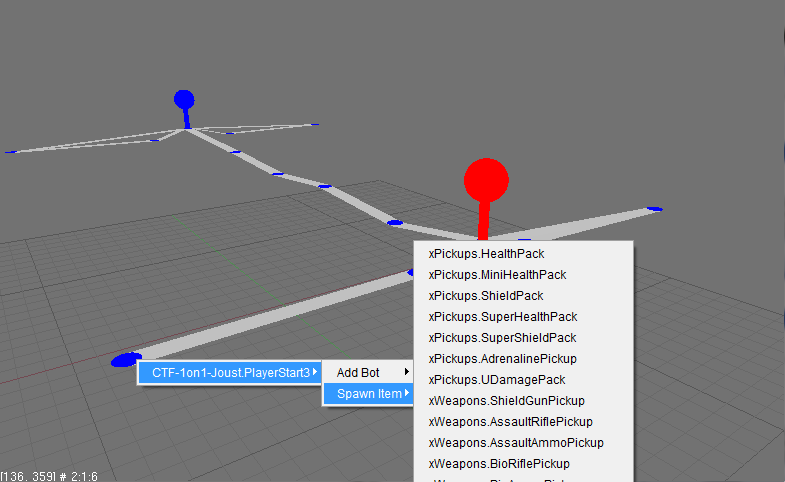 xPickups.HealthPack
xPickups.MiniHealthPack
xPickups.ShieldPack
xPickups.SuperHealthPack
xPickups.SuperShieldPack
xPickups.AdrenalinePickup
CTF-1on1-Joust.PlayerStart3
Add Bot
xPickups.UDamagePack
Spawn Item
xWeapons.ShieldGunPickup
xWeapons.AssaultRiflePickup
xWeapons.AssaultAmmoPickup
xWeapons.BioRiflePickup
[136, 359] # 2:1:6